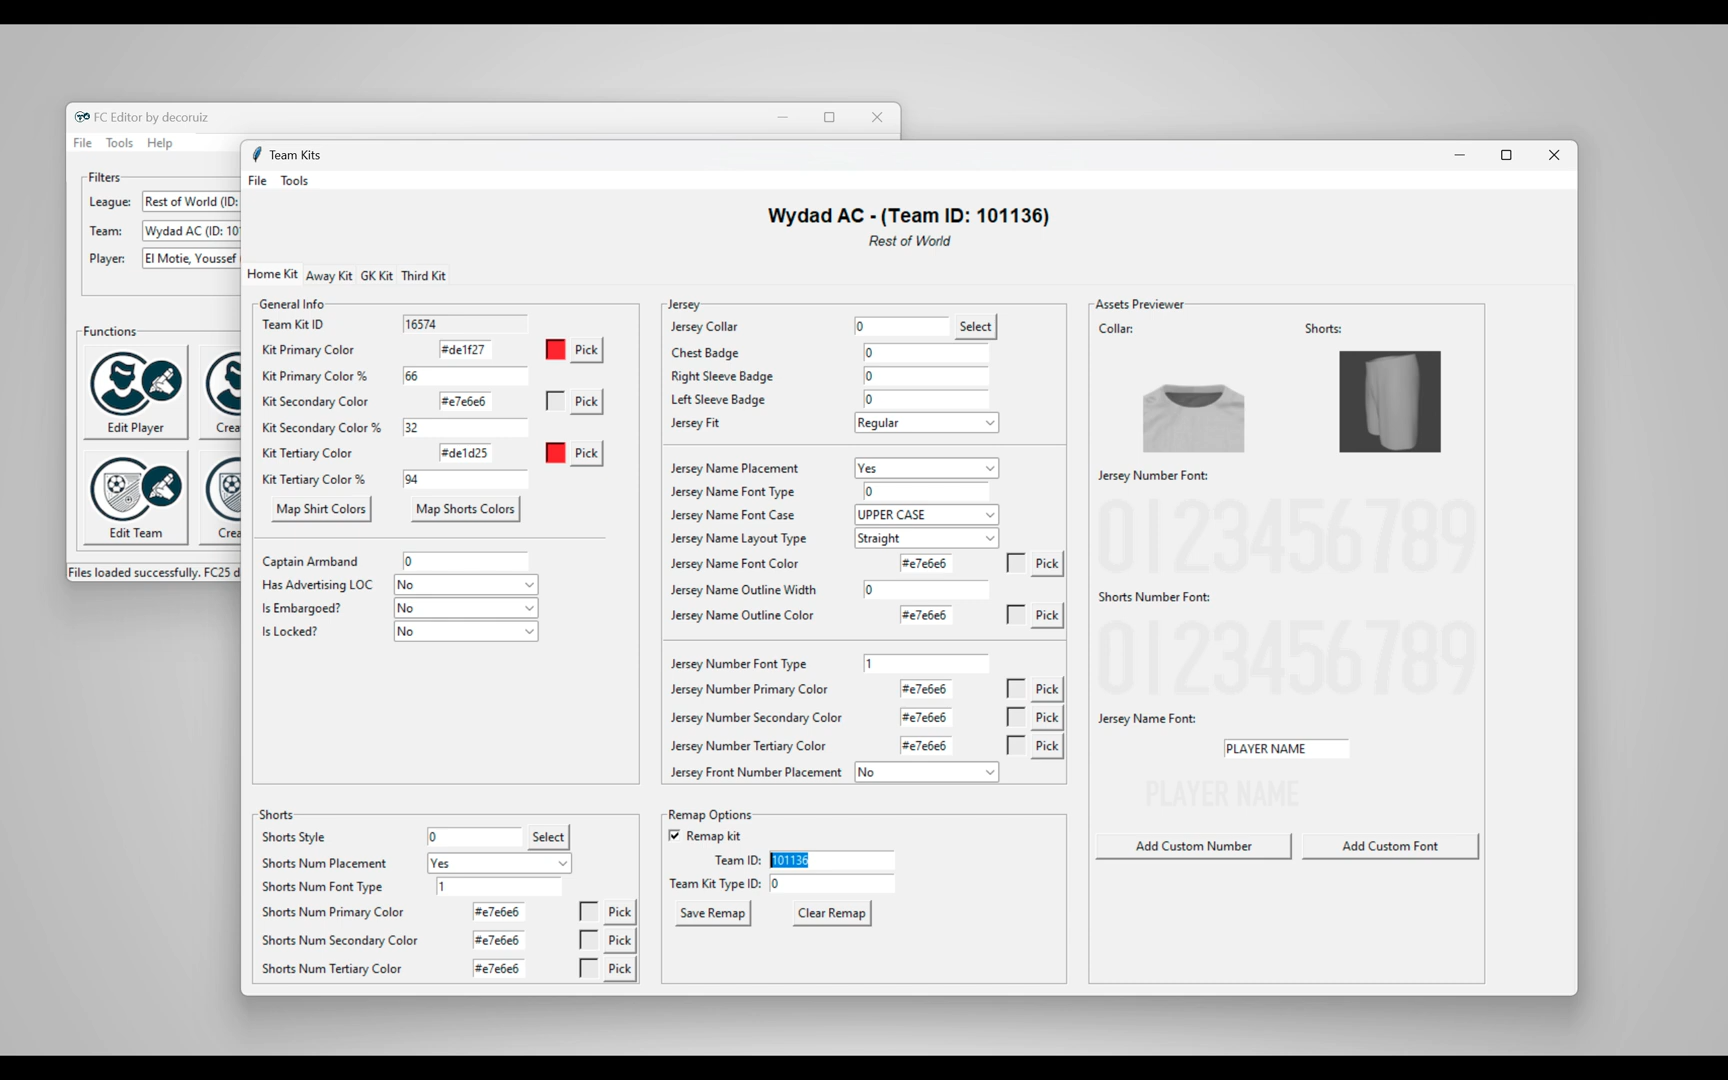 FC Editor by decoruiz
File Tools Help
Filters
League: Rest of World (ID:
Team: Wydad AC (ID: 10
Player: El Motie, Youssef
Functions
Edit Player
Crea
Edit Team
Crea
Files loaded successfully. FC25 d
Team Kits
File Tools
Wydad AC - (Team ID: 101136)
Rest of World
Home Kit Away Kit GK Kit Third Kit
General Info
Team Kit ID 16574
Kit Primary Color #de1f27 Pick
Kit Primary Color % 66
Kit Secondary Color #e7e6e6 Pick
Kit Secondary Color % 32
Kit Tertiary Color #de1d25 Pick
Kit Tertiary Color % 94
Map Shirt Colors Map Shorts Colors
Captain Armband 0
Has Advertising LOC No
Is Embargoed? No
Is Locked? No
Shorts
Shorts Style 0 Select
Shorts Num Placement Yes
Shorts Num Font Type 1
Shorts Num Primary Color #e7e6e6 Pick
Shorts Num Secondary Color #e7e6e6 Pick
Shorts Num Tertiary Color #e7e6e6 Pick
Jersey
Jersey Collar 0 Select
Chest Badge 0
Right Sleeve Badge 0
Left Sleeve Badge 0
Jersey Fit Regular
Jersey Name Placement Yes
Jersey Name Font Type 0
Jersey Name Font Case UPPER CASE
Jersey Name Layout Type Straight
Jersey Name Font Color #e7e6e6 Pick
Jersey Name Outline Width 0
Jersey Name Outline Color #e7e6e6 Pick
Jersey Number Font Type 1
Jersey Number Primary Color #e7e6e6 Pick
Jersey Number Secondary Color #e7e6e6 Pick
Jersey Number Tertiary Color #e7e6e6 Pick
Jersey Front Number Placement No
Remap Options
Remap kit
Team ID: 101136
Team Kit Type ID: 0
Save Remap Clear Remap
Assets Previewer
Collar: Shorts:
Jersey Number Font:
0123456789
Shorts Number Font:
0123456789
Jersey Name Font:
PLAYER NAME
PLAYER NAME
Add Custom Number Add Custom Font